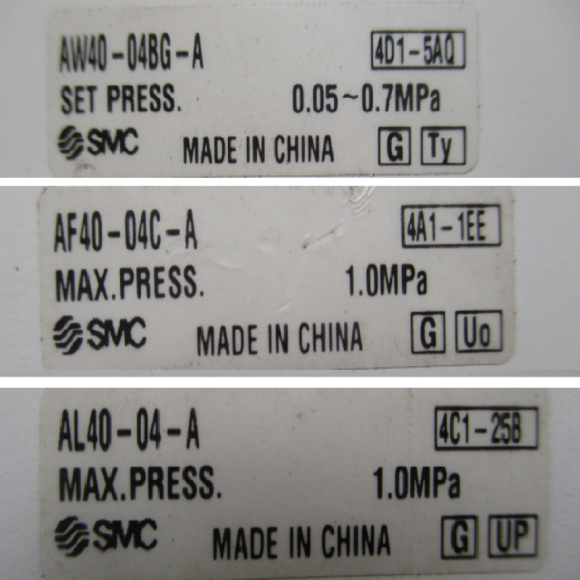 AW40-04BG-A 4D1-5AQ
SET PRESS. 0.05~0.7MPa
SMC MADE IN CHINA G Ty
AF40-04C-A 4A1-1EE
MAX.PRESS. 1.0MPa
SMC MADE IN CHINA G Uo
AL40-04-A 4C1-25B
MAX.PRESS. 1.0MPa
SMC MADE IN CHINA G UP